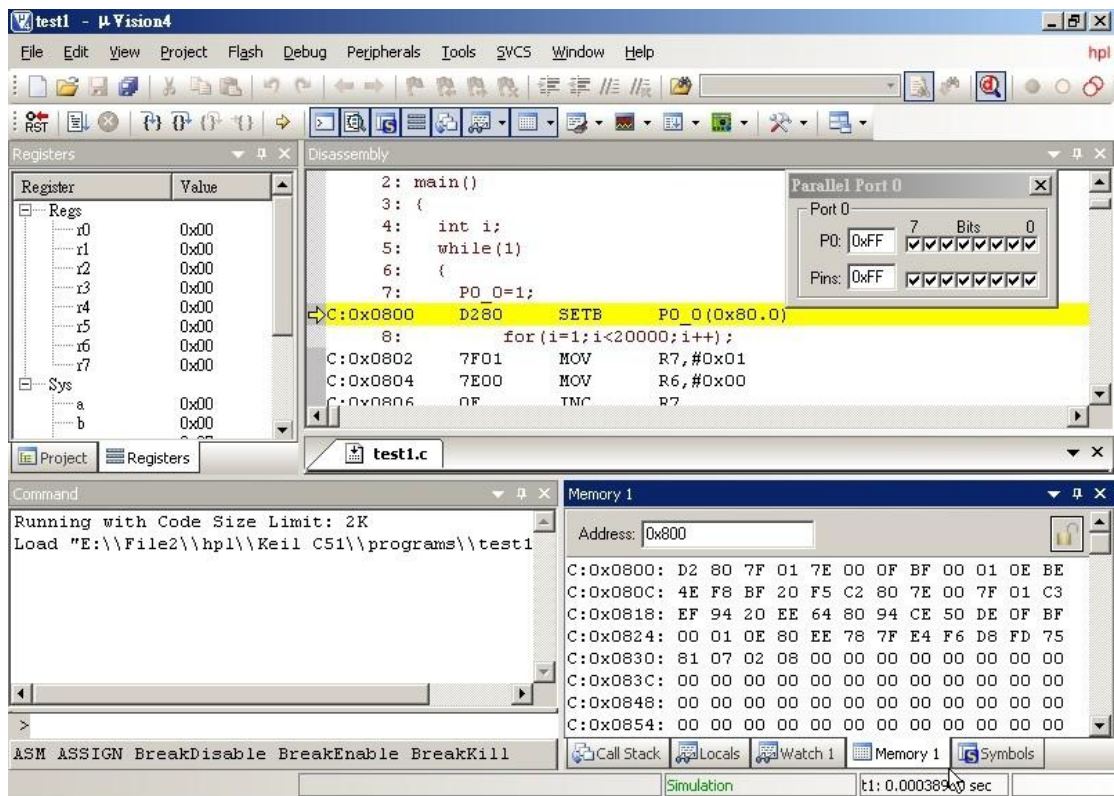 test1 - µVision4
File Edit View Project Flash Debug Peripherals Tools SVCS Window Help
hpl
RST
Registers
Register Value
Regs
r0 0x00
r1 0x00
r2 0x00
r3 0x00
r4 0x00
r5 0x00
r6 0x00
r7 0x00
Sys
a 0x00
b 0x00
Project Registers
Disassembly
2: main()
3: {
4: int i;
5: while(1)
6: {
7: P0_0=1;
C:0x0800 D280 SETB P0_0(0x80.0)
8: for(i=1;i<20000;i++);
C:0x0802 7F01 MOV R7,#0x01
C:0x0804 7E00 MOV R6,#0x00
C:0x0806 0F INC R7
Parallel Port 0
Port 0
7 Bits 0
P0: 0xFF
Pins: 0xFF
test1.c
Command
Running with Code Size Limit: 2K
Load "E:\\File2\\hpl\\Keil C51\\programs\\test1
>
ASM ASSIGN BreakDisable BreakEnable BreakKill
Memory 1
Address: 0x800
C:0x0800: D2 80 7F 01 7E 00 0F BF 00 01 0E BE
C:0x080C: 4E F8 BF 20 F5 C2 80 7E 00 7F 01 C3
C:0x0818: EF 94 20 EE 64 80 94 CE 50 DE 0F BF
C:0x0824: 00 01 0E 80 EE 78 7F E4 F6 D8 FD 75
C:0x0830: 81 07 02 08 00 00 00 00 00 00 00 00
C:0x083C: 00 00 00 00 00 00 00 00 00 00 00 00
C:0x0848: 00 00 00 00 00 00 00 00 00 00 00 00
C:0x0854: 00 00 00 00 00 00 00 00 00 00 00 00
Call Stack Locals Watch 1 Memory 1 Symbols
Simulation
t1: sec